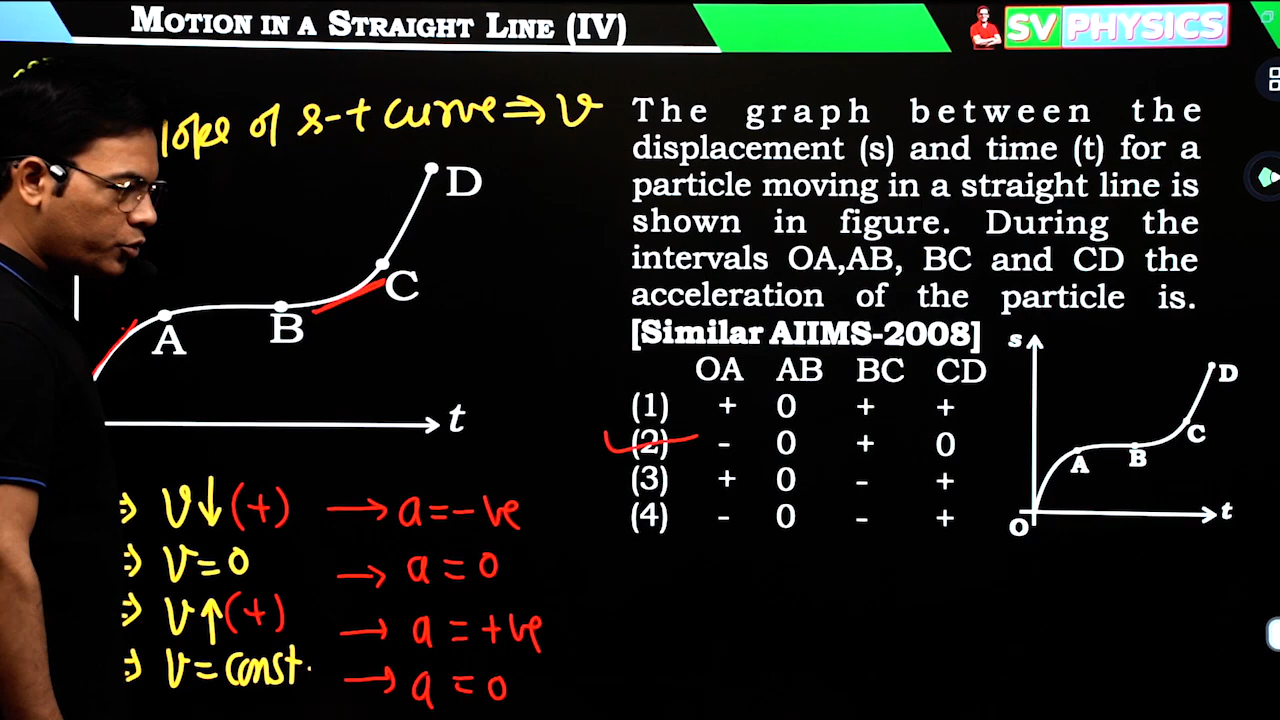 MOTION IN A STRAIGHT LINE (IV)
SV PHYSICS
of s-t curve ⇒ v
D
C
B
A
t
⇒ v↓ (+) → a = -ve
⇒ v = 0 → a = 0
⇒ v↑ (+) → a = +ve
⇒ v = const. → a = 0
The graph between the
displacement (s) and time (t) for a
particle moving in a straight line is
shown in figure. During the
intervals OA,AB, BC and CD the
acceleration of the particle is.
[Similar AIIMS-2008]
OA AB BC CD
(1) + 0 + +
(2) - 0 + 0
(3) + 0 - +
(4) - 0 - +
s
D
C
B
A
O
t